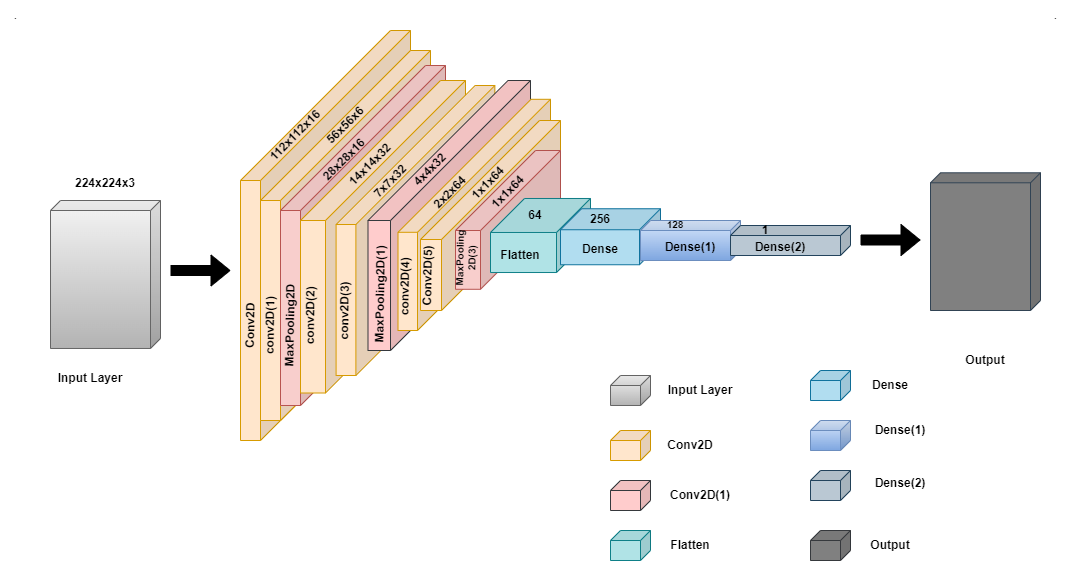 224x224x3
Input Layer
112x112x16
56x56x6
28x28x16
14x14x32
7x7x32
4x4x32
2x2x64
1x1x64
1x1x64
Conv2D
conv2D(1)
MaxPooling2D
conv2D(2)
conv2D(3)
MaxPooling2D(1)
conv2D(4)
Conv2D(5)
MaxPooling
2D(3)
64
Flatten
256
Dense
128
Dense(1)
1
Dense(2)
Output
Input Layer
Conv2D
Conv2D(1)
Flatten
Dense
Dense(1)
Dense(2)
Output